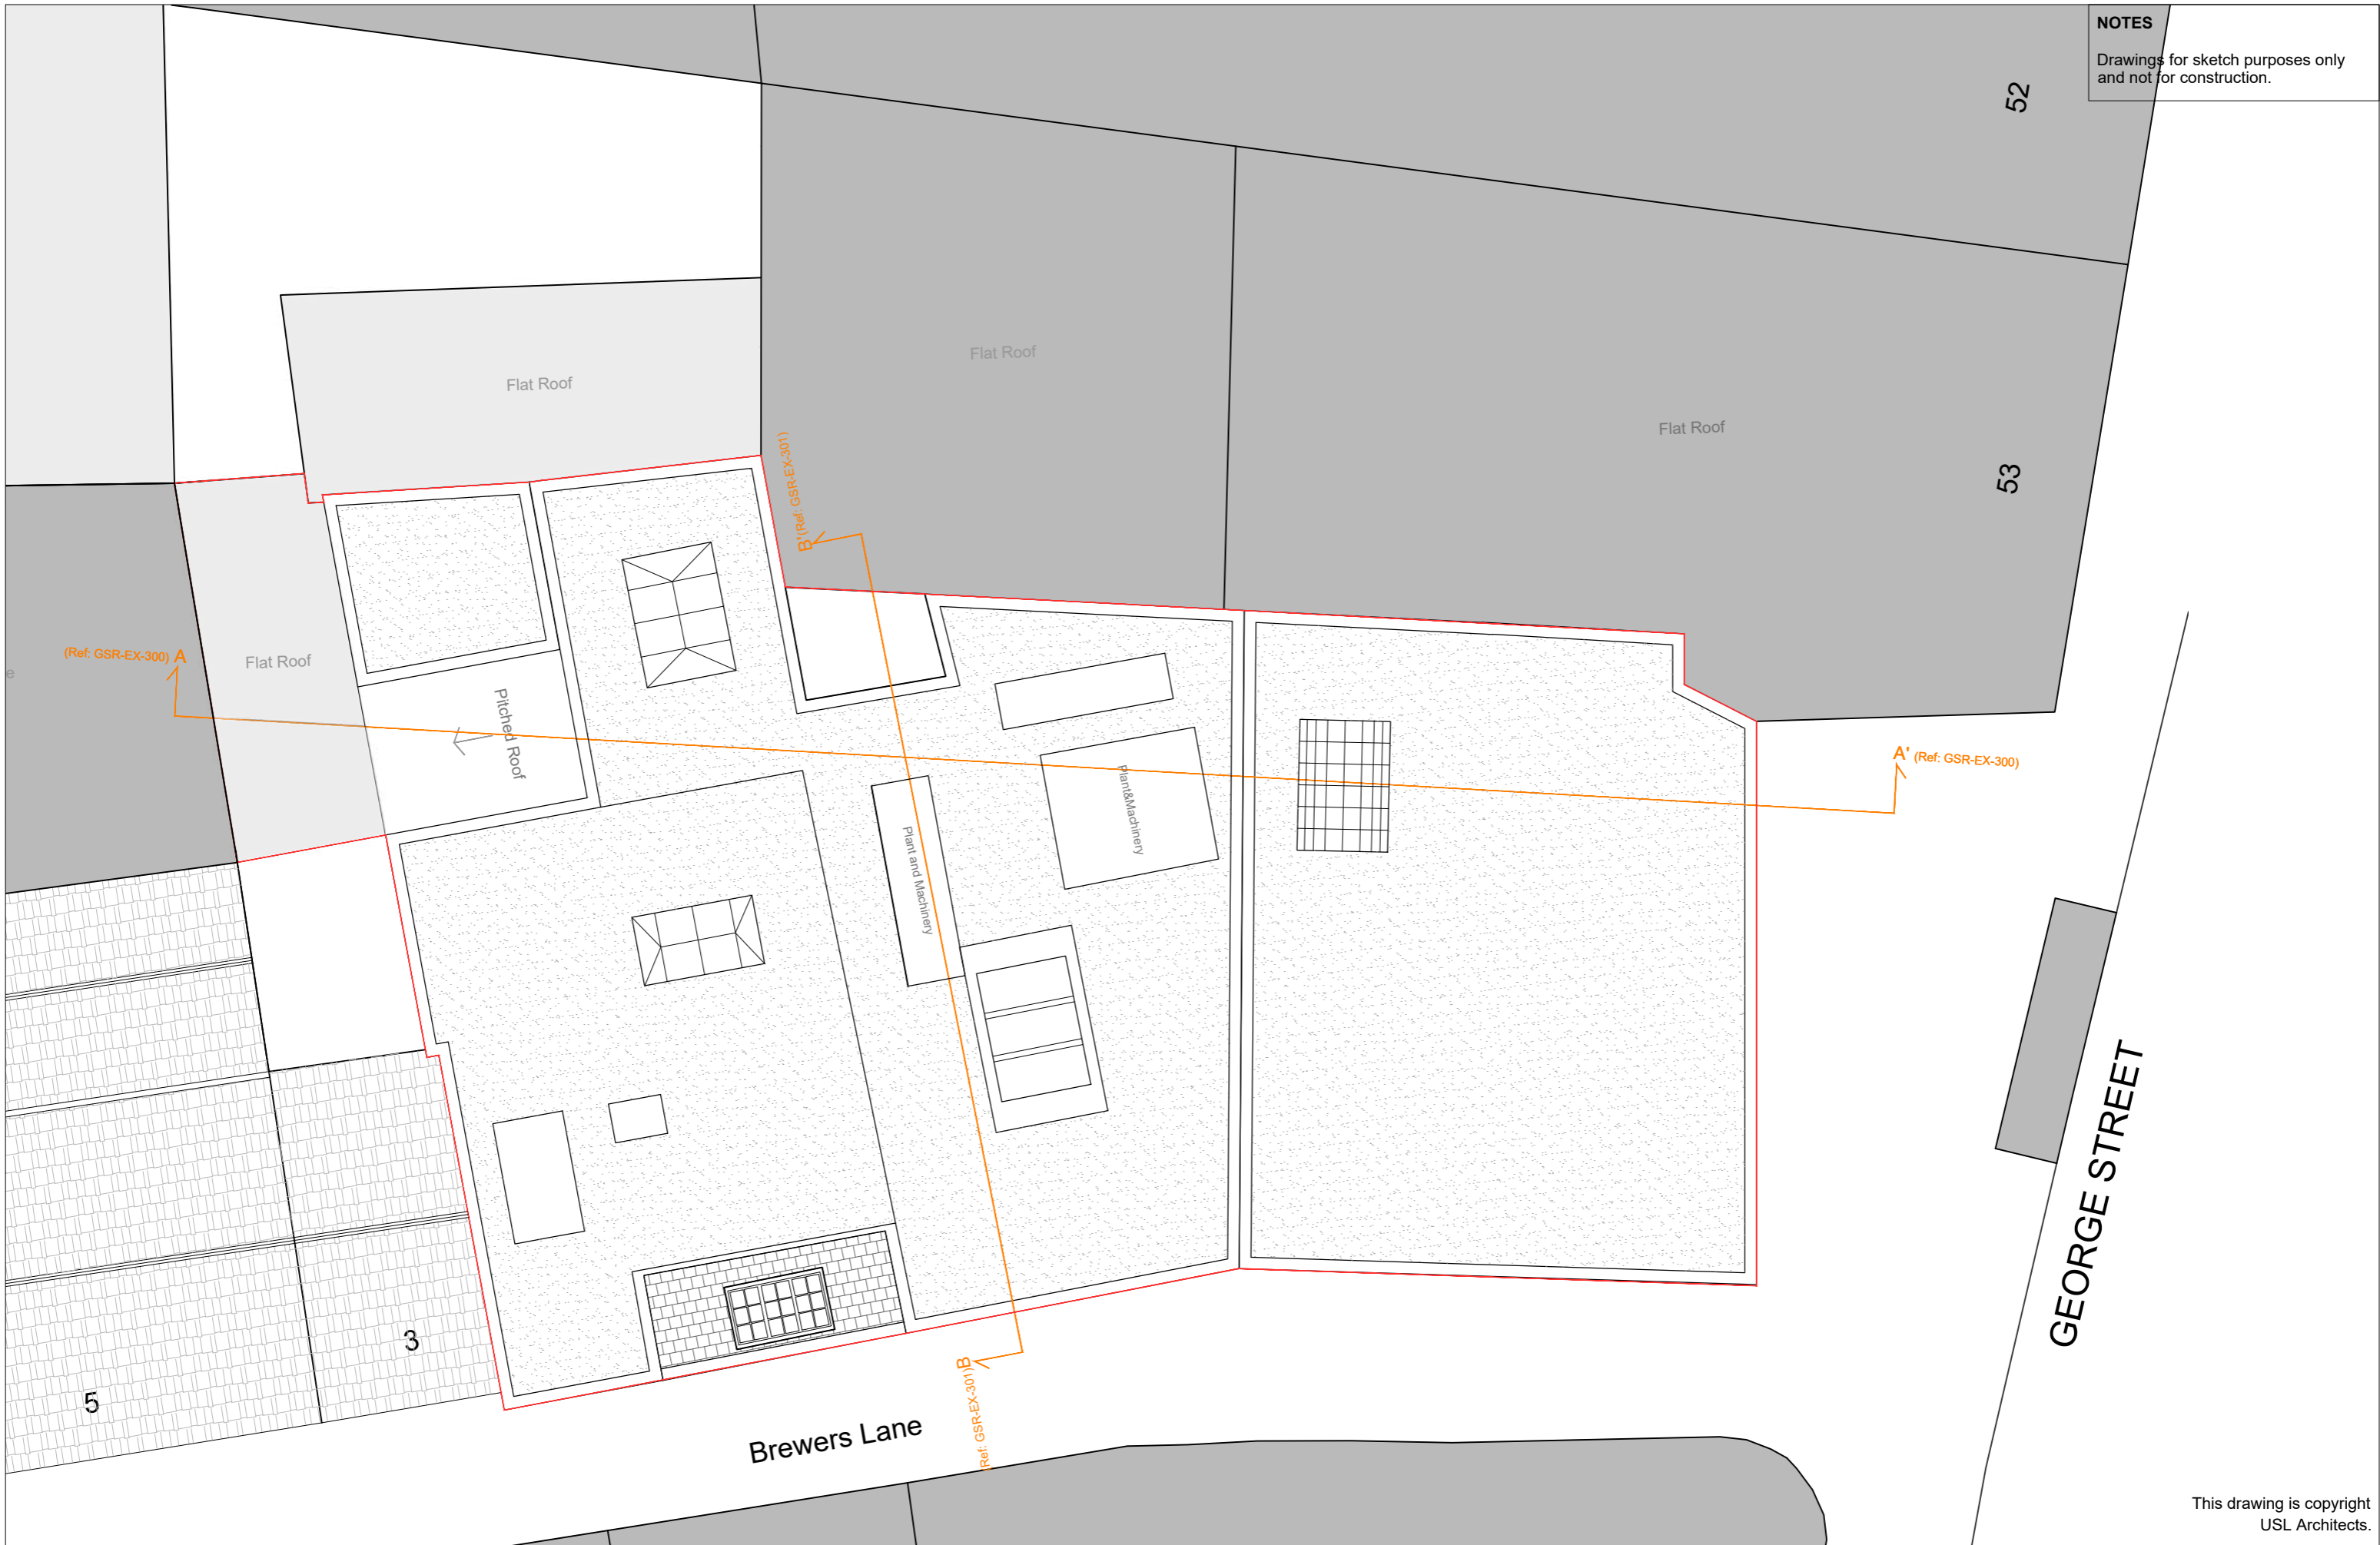 NOTES
Drawings for sketch purposes only
and not for construction.
52
Flat Roof
Flat Roof
Flat Roof
53
B' (Ref: GSR-EX-301)
(Ref: GSR-EX-300) A
Flat Roof
e
Pitched Roof
A' (Ref: GSR-EX-300)
Plant&Machinery
Plant and Machinery
GEORGE STREET
3
5
(Ref: GSR-EX-301) B
Brewers Lane
This drawing is copyright
USL Architects.